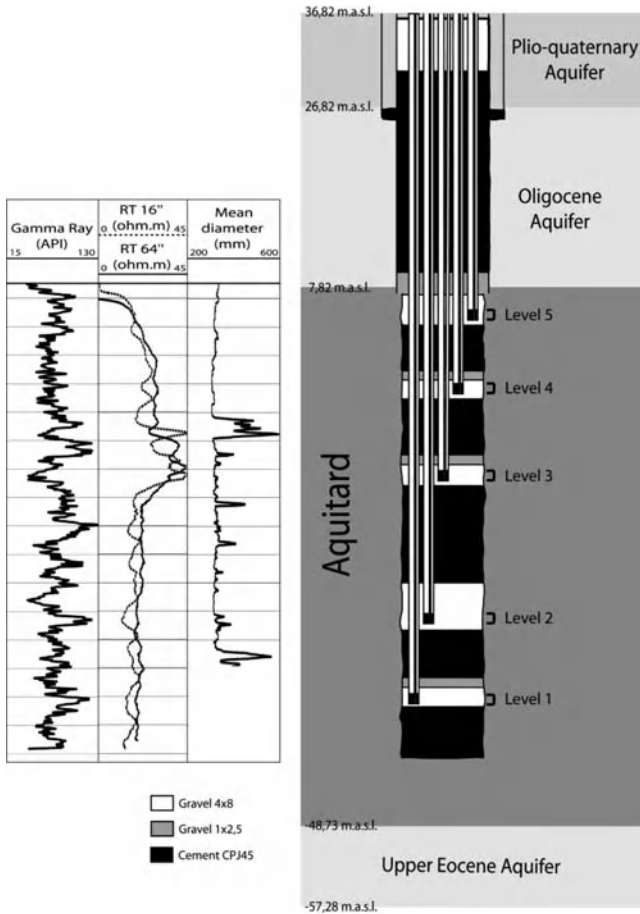 36,82 m.a.s.l.
Plio-quaternary
Aquifer
26,82 m.a.s.l.
Oligocene
Aquifer
7,82 m.a.s.l.
Gamma Ray
(API)
15 130
RT 16"
0 (ohm.m) 45
RT 64"
0 (ohm.m) 45
Mean
diameter
(mm)
200 600
Level 5
Level 4
Level 3
Level 2
Level 1
Aquitard
Gravel 4x8
Gravel 1x2,5
Cement CPJ45
-48,73 m.a.s.l.
Upper Eocene Aquifer
-57,28 m.a.s.l.